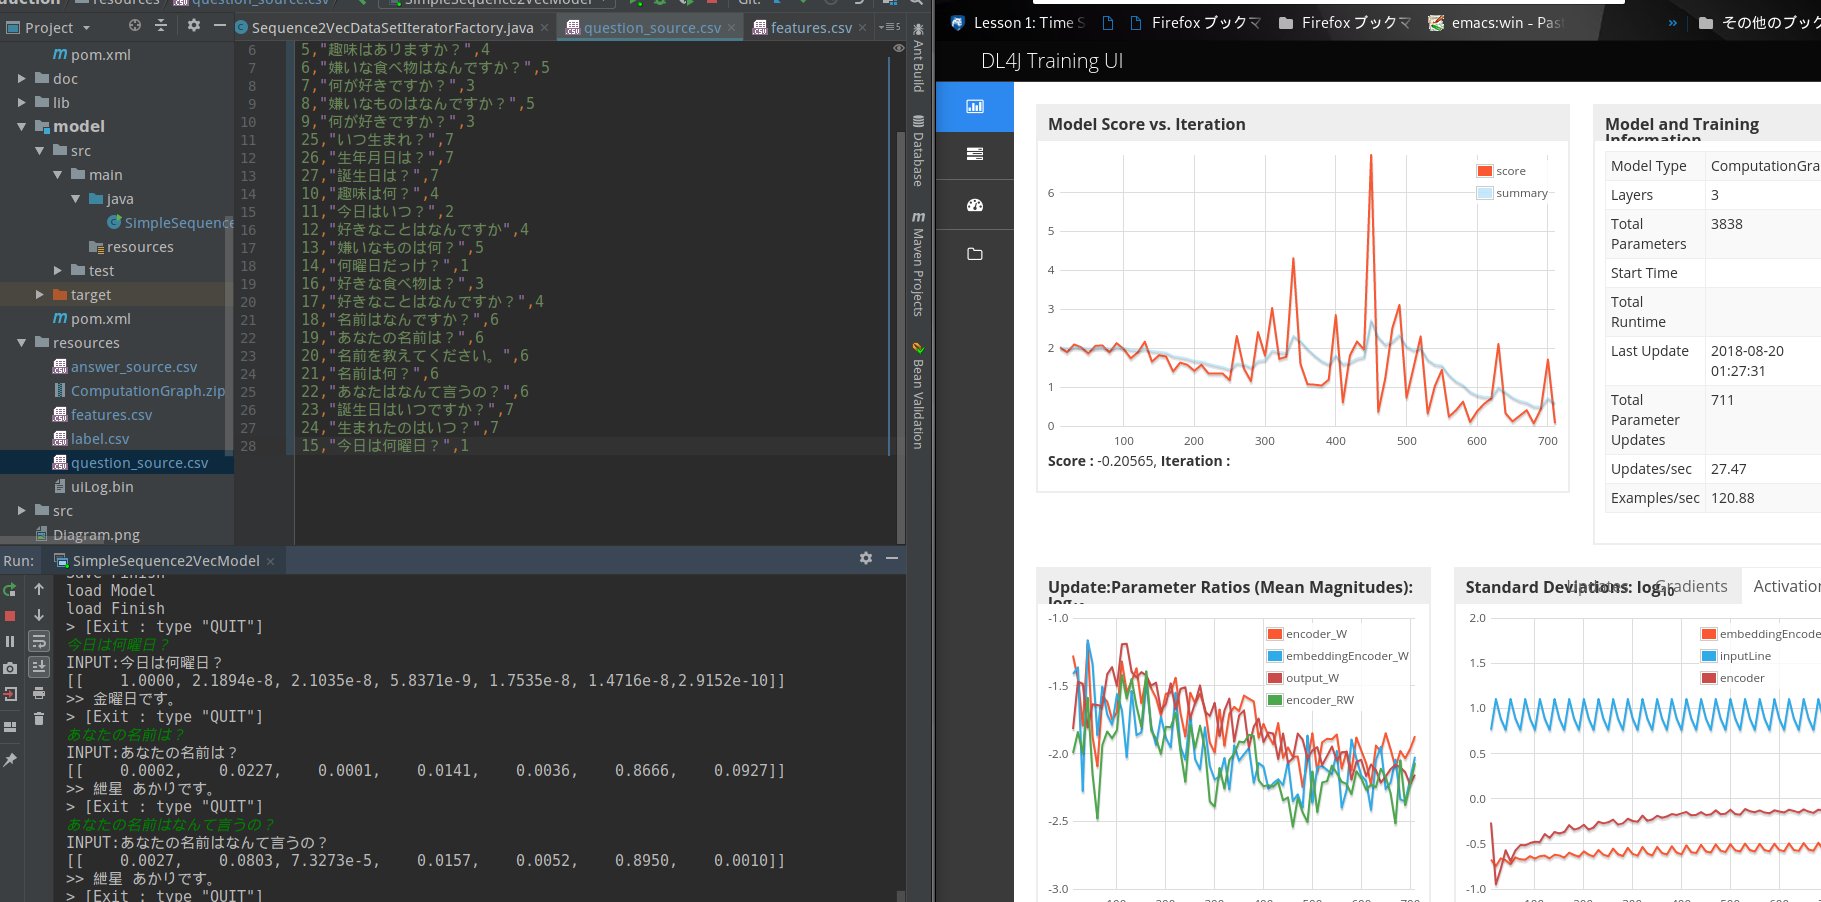 Project
pom.xml
doc
lib
model
src
main
java
SimpleSequence
resources
test
target
pom.xml
resources
answer_source.csv
ComputationGraph.zip
features.csv
label.csv
question_source.csv
uiLog.bin
src
Diagram.png
Sequence2VecDataSetIteratorFactory.java
question_source.csv
features.csv
6 5,"趣味はありますか？",4
7 6,"嫌いな食べ物はなんですか？",5
8 7,"何が好きですか？",3
9 8,"嫌いなものはなんですか？",5
10 9,"何が好きですか？",3
11 25,"いつ生まれ？",7
12 26,"生年月日は？",7
13 27,"誕生日は？",7
14 10,"趣味は何？",4
15 11,"今日はいつ？",2
16 12,"好きなことはなんですか",4
17 13,"嫌いなものは何？",5
18 14,"何曜日だっけ？",1
19 16,"好きな食べ物は？",3
20 17,"好きなことはなんですか？",4
21 18,"名前はなんですか？",6
22 19,"あなたの名前は？",6
23 20,"名前を教えてください。",6
24 21,"名前は何？",6
25 22,"あなたはなんて言うの？",6
26 23,"誕生日はいつですか？",7
27 24,"生まれたのはいつ？",7
28 15,"今日は何曜日？",1
Ant Build
Database
Maven Projects
Bean Validation
Run: SimpleSequence2VecModel
Save Finish
load Model
load Finish
> [Exit : type "QUIT"]
今日は何曜日？
INPUT:今日は何曜日？
[[    1.0000, 2.1894e-8, 2.1035e-8, 5.8371e-9, 1.7535e-8, 1.4716e-8,2.9152e-10]]
>> 金曜日です。
> [Exit : type "QUIT"]
あなたの名前は？
INPUT:あなたの名前は？
[[    0.0002,    0.0227,    0.0001,    0.0141,    0.0036,    0.8666,    0.0927]]
>> 紲星 あかりです。
> [Exit : type "QUIT"]
あなたの名前はなんて言うの？
INPUT:あなたの名前はなんて言うの？
[[    0.0027,    0.0803, 7.3273e-5,    0.0157,    0.0052,    0.8950,    0.0010]]
>> 紲星 あかりです。
> [Exit : type "QUIT"]
Lesson 1: Time S
Firefox ブックマ
Firefox ブックマ
emacs:win - Past
»
その他のブック
DL4J Training UI
Model Score vs. Iteration
score
summary
6
5
4
3
2
1
0
100 200 300 400 500 600 700
Score : -0.20565, Iteration :
Model and Training
Information
Model Type ComputationGra
Layers 3
Total Parameters 3838
Start Time
Total Runtime
Last Update 2018-08-20 01:27:31
Total Parameter Updates 711
Updates/sec 27.47
Examples/sec 120.88
Update:Parameter Ratios (Mean Magnitudes):
log₁₀
encoder_W
embeddingEncoder_W
output_W
encoder_RW
-1.0
-1.5
-2.0
-2.5
-3.0
100 200 300 400 500 600 700
Standard Deviations: log₁₀
Updates
Gradients
Activation
embeddingEncode
inputLine
encoder
2.0
1.5
1.0
0.5
0.0
-0.5
-1.0
100 200 300 400 500 600